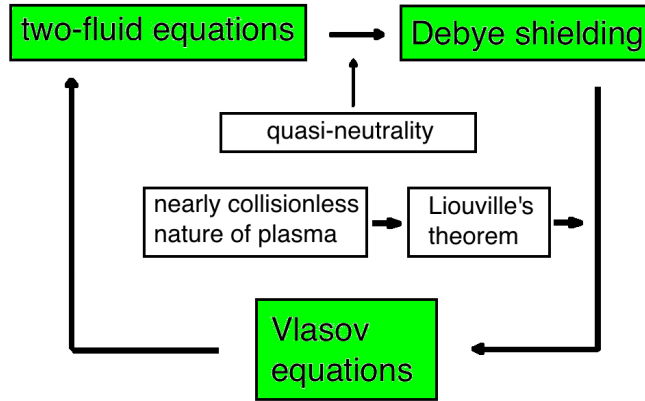 two-fluid equations
Debye shielding
quasi-neutrality
nearly collisionless
nature of plasma
Liouville's
theorem
Vlasov
equations